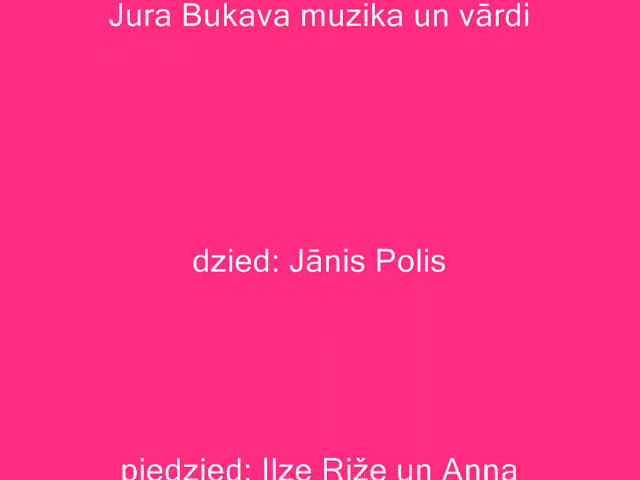 Jura Bukava muzika un vārdi
dzied: Jānis Polis
piedzied: Ilze Riže un Anna